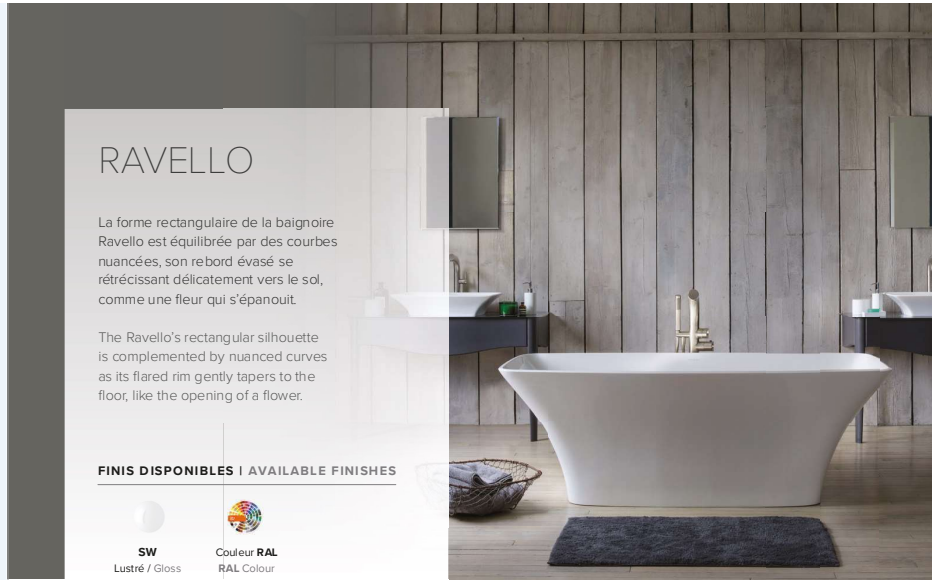 RAVELLO
La forme rectangulaire de la baignoire
Ravello est équilibrée par des courbes
nuancées, son rebord évasé se
rétrécissant délicatement vers le sol,
comme une fleur qui s'épanouit.
The Ravello's rectangular silhouette
is complemented by nuanced curves
as its flared rim gently tapers to the
floor, like the opening of a flower.
FINIS DISPONIBLES | AVAILABLE FINISHES
SW
Lustré / Gloss
Couleur RAL
RAL Colour